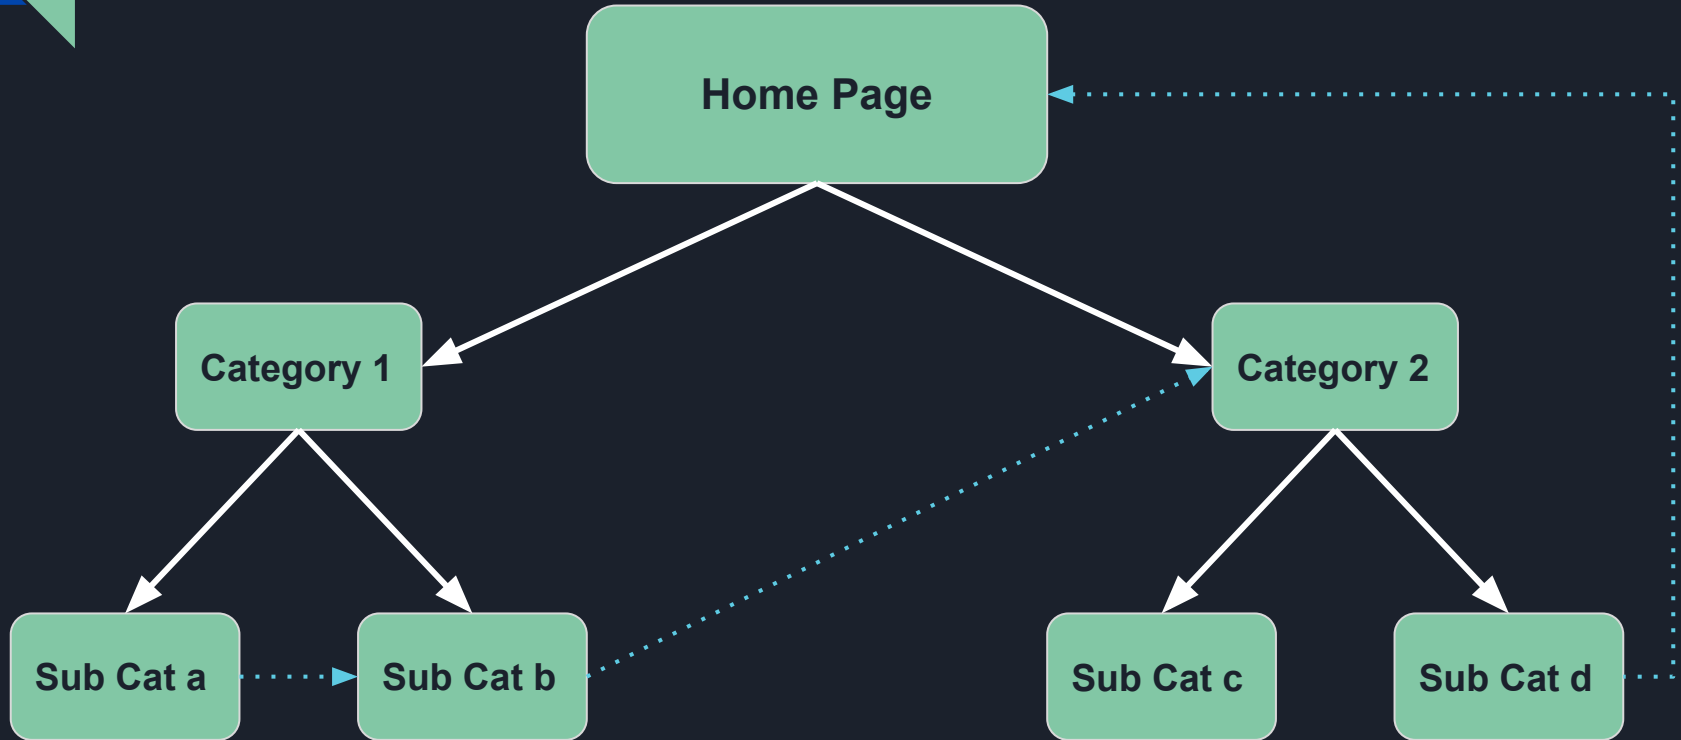 Home Page
Category 1
Category 2
Sub Cat a
Sub Cat b
Sub Cat c
Sub Cat d